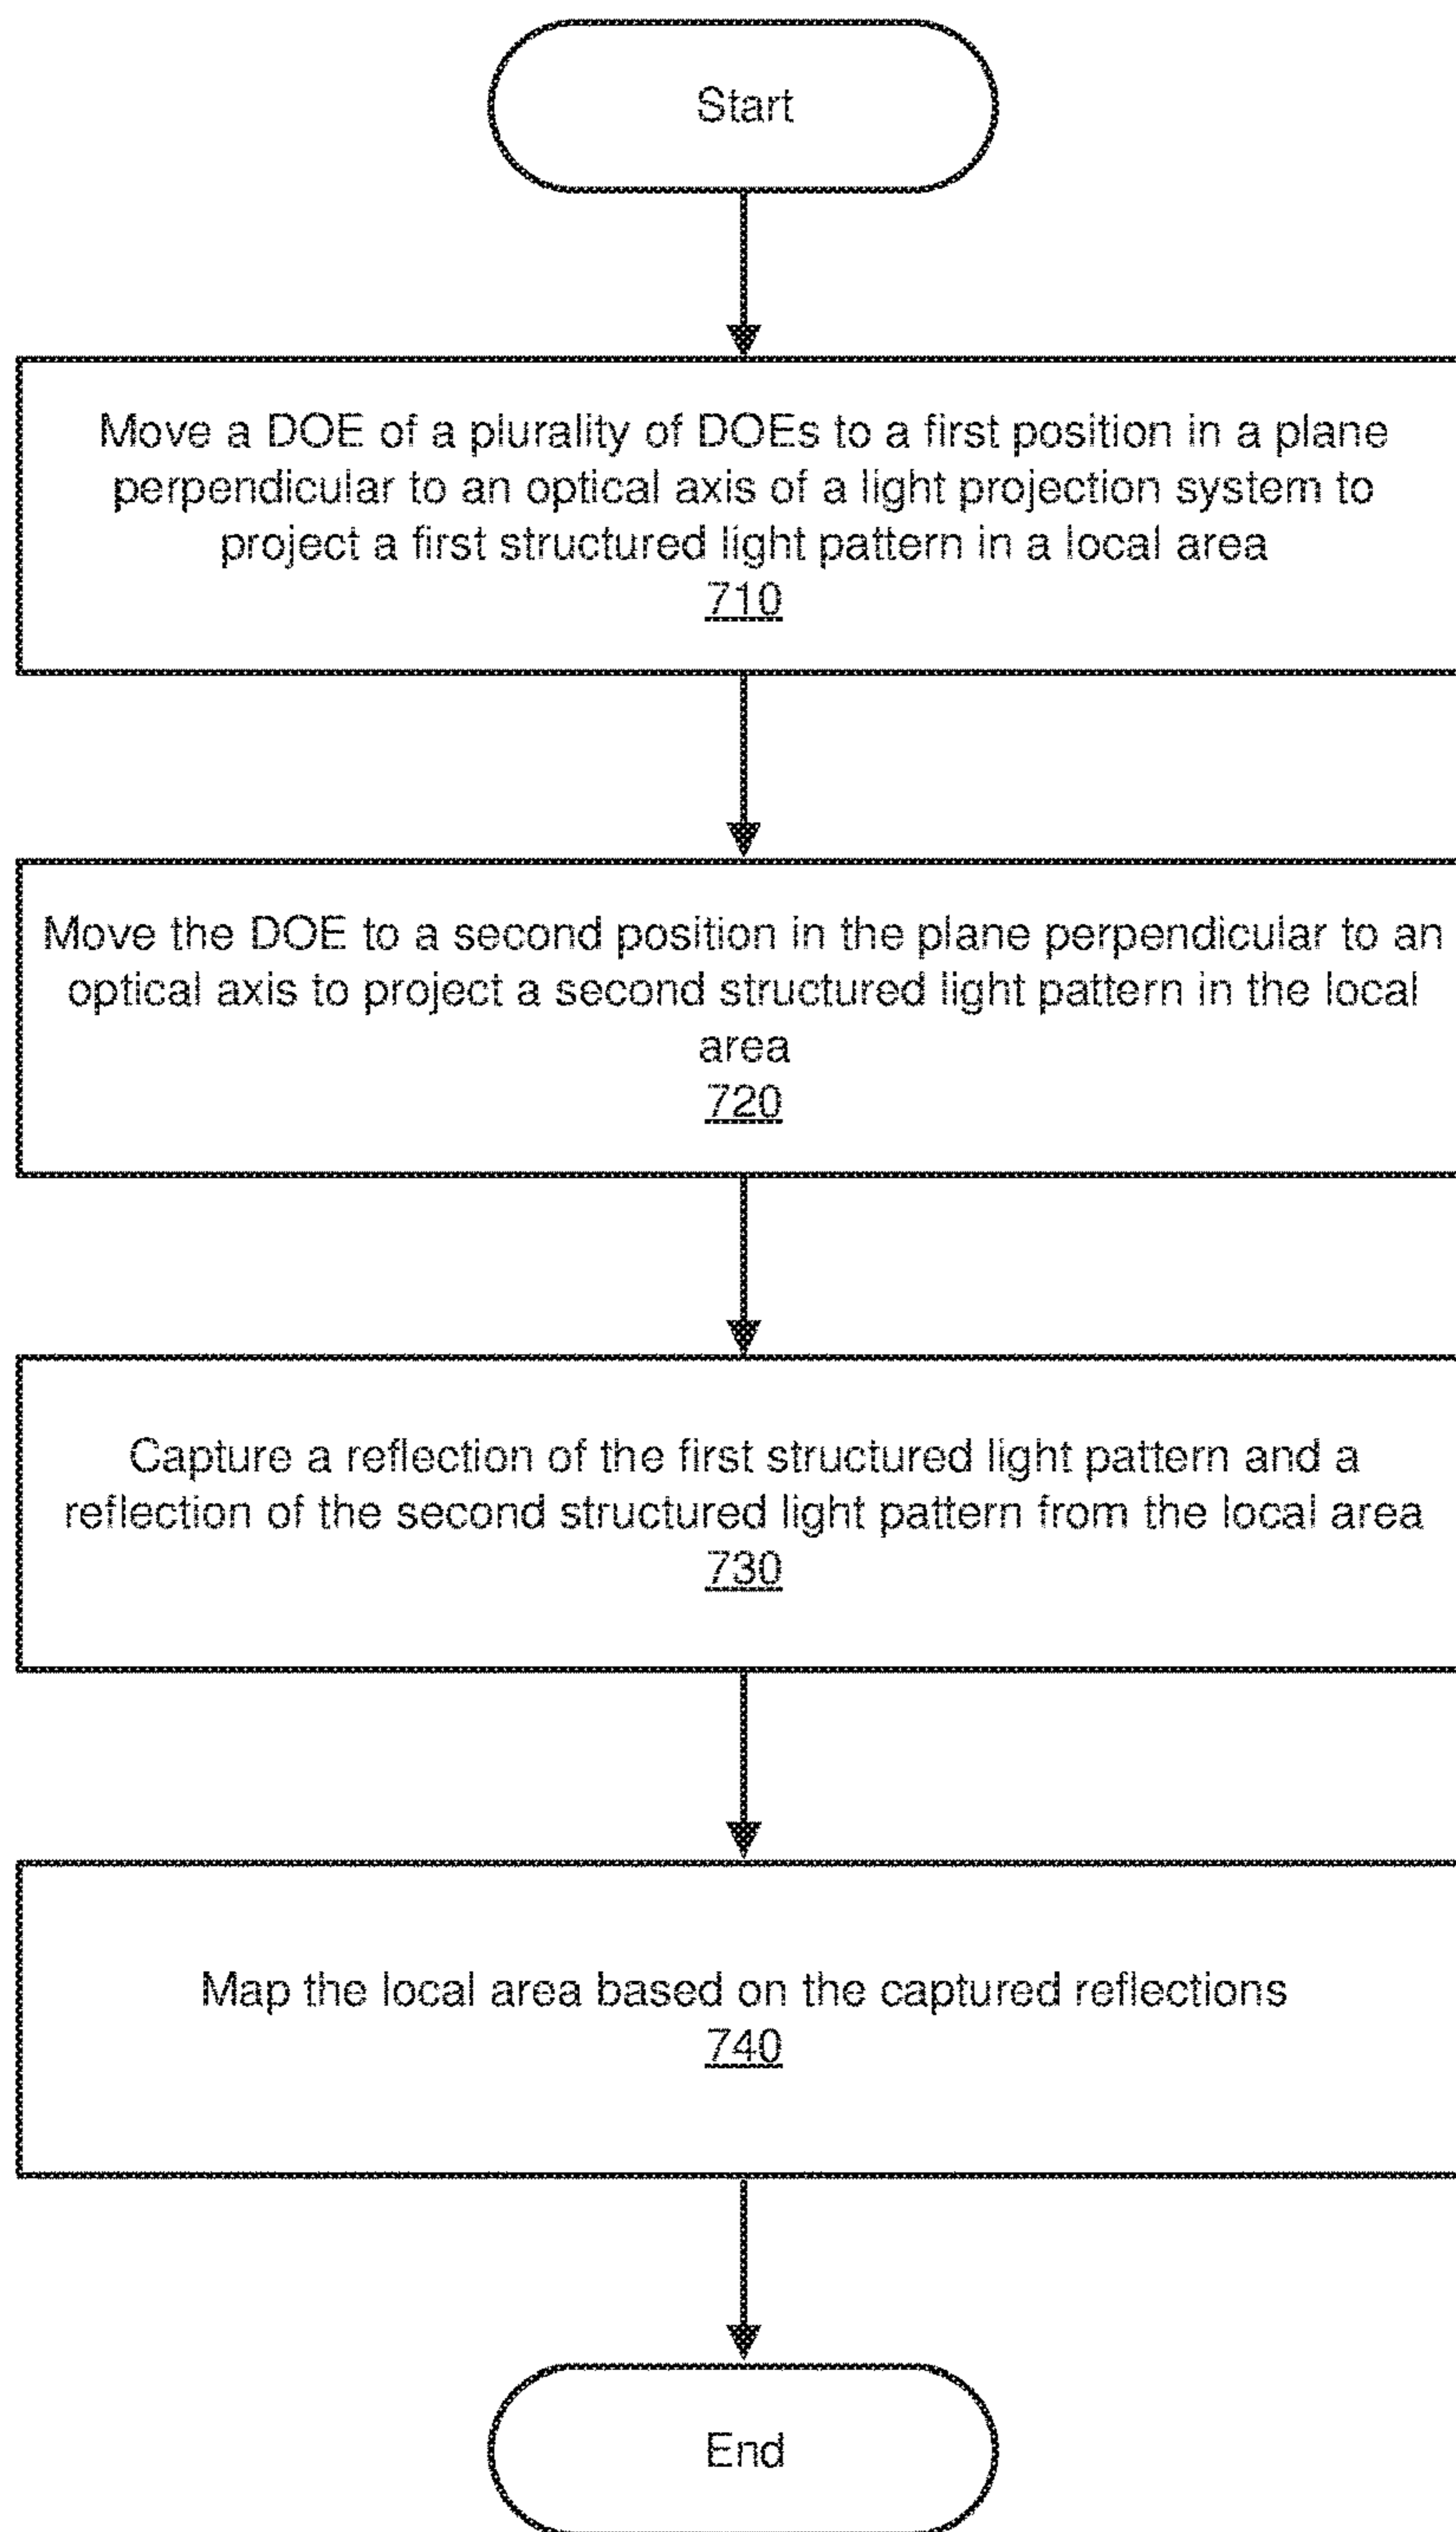 Start
Move a DOE of a plurality of DOEs to a first position in a plane
perpendicular to an optical axis of a light projection system to
project a first structured light pattern in a local area
710
Move the DOE to a second position in the plane perpendicular to an
optical axis to project a second structured light pattern in the local
area
720
Capture a reflection of the first structured light pattern and a
reflection of the second structured light pattern from the local area
730
Map the local area based on the captured reflections
740
End